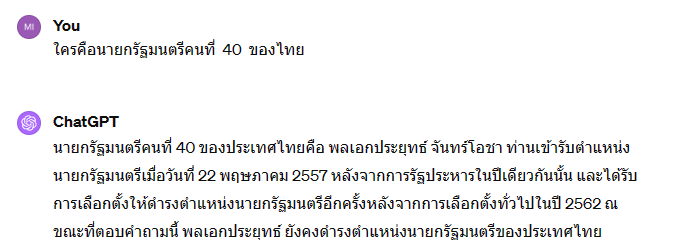 MI
You
ใครคือนายกรัฐมนตรีคนที่ 40 ของไทย
ChatGPT
นายกรัฐมนตรีคนที่ 40 ของประเทศไทยคือ พลเอกประยุทธ์ จันทร์โอชา ท่านเข้ารับตำแหน่ง
นายกรัฐมนตรีเมื่อวันที่ 22 พฤษภาคม 2557 หลังจากการรัฐประหารในปีเดียวกันนั้น และได้รับ
การเลือกตั้งให้ดำรงตำแหน่งนายกรัฐมนตรีอีกครั้งหลังจากการเลือกตั้งทั่วไปในปี 2562 ณ
ขณะที่ตอบคำถามนี้ พลเอกประยุทธ์ ยังคงดำรงตำแหน่งนายกรัฐมนตรีของประเทศไทย